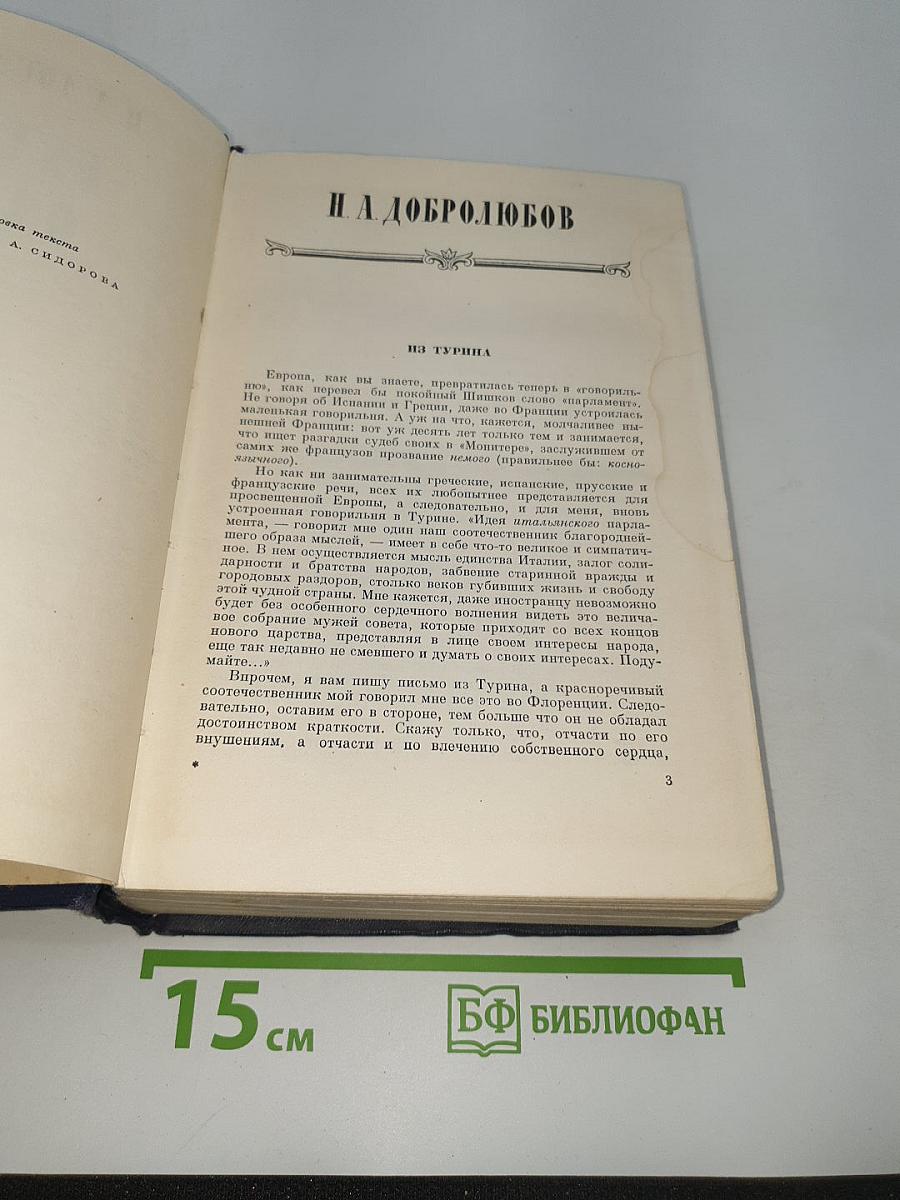 текста
А. СИДОРОВА
Н. А. ДОБРОЛЮБОВ
ИЗ ТУРИНА
Европа, как вы знаете, превратилась теперь в «говориль-
ню», как перевел бы покойный Шишков слово «парламент».
Не говоря об Испании и Греции, даже во Франции устроилась
маленькая говорильня. А уж на что, кажется, молчаливее ны-
нешней Франции: вот уж десять лет только тем и занимается,
что ищет разгадки судеб своих в «Монитере», заслужившем от
самих же французов прозвание немого (правильнее бы: косно-
язычного).
Но как ни занимательны греческие, испанские, прусские и
французские речи, всех их любопытнее представляется для
просвещенной Европы, а следовательно, и для меня, вновь
устроенная говорильня в Турине. «Идея итальянского парла-
мента, — говорил мне один наш соотечественник благородней-
шего образа мыслей, — имеет в себе что-то великое и симпатич-
ное. В нем осуществляется мысль единства Италии, залог соли-
дарности и братства народов, забвение старинной вражды и
городовых раздоров, столько веков губивших жизнь и свободу
этой чудной страны. Мне кажется, даже иностранцу невозможно
будет без особенного сердечного волнения видеть это велича-
вое собрание мужей совета, которые приходят со всех концов
нового царства, представляя в лице своем интересы народа,
еще так недавно не смевшего и думать о своих интересах. Поду-
майте...»
Впрочем, я вам пишу письмо из Турина, а красноречивый
соотечественник мой говорил мне все это во Флоренции. Следо-
вательно, оставим его в стороне, тем больше что он не обладал
достоинством краткости. Скажу только, что, отчасти по его
внушениям, а отчасти и по влечению собственного сердца,
*
3
15 см
БФ БИБЛИОФАН